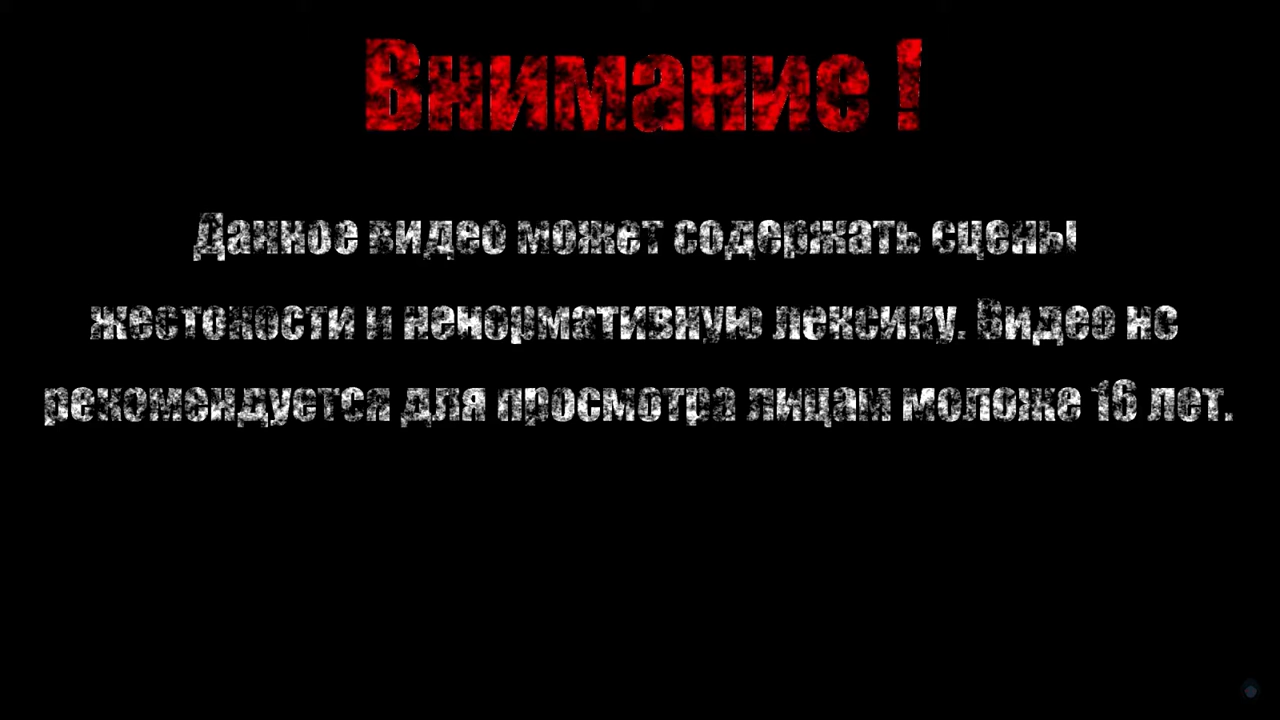 Внимание !
Данное видео может содержать сцены
жестокости и ненормативную лексику. Видео не
рекомендуется для просмотра лицам моложе 16 лет.